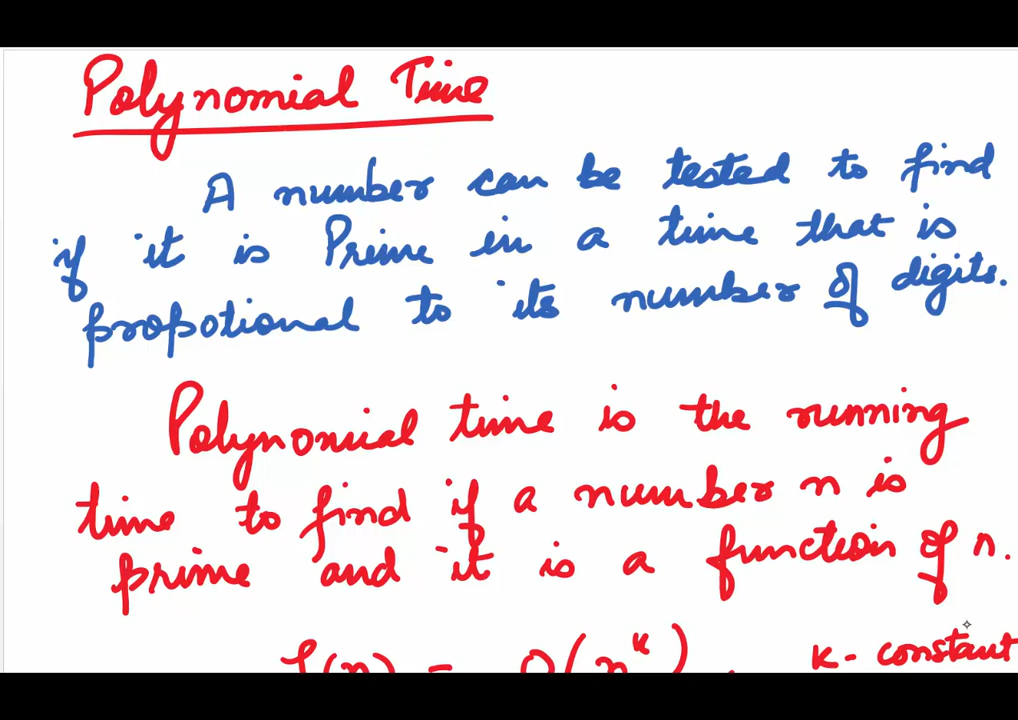 Polynomial Time
A number can be tested to find
if it is Prime in a time that is
propotional to its number of digits.
Polynomial time is the running
time to find if a number n is
prime and it is a function of n.
f(n) = O(n^k), k - constant